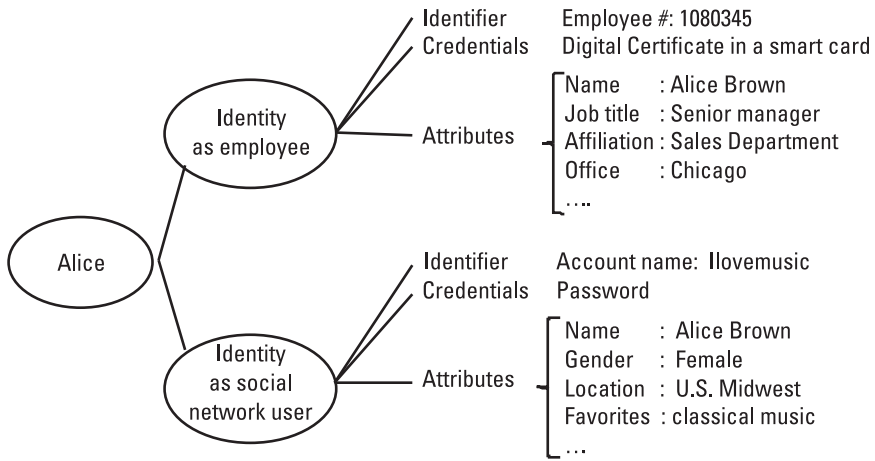 Identifier Employee #: 1080345
Credentials Digital Certificate in a smart card
Identity
as employee
Attributes
Name : Alice Brown
Job title : Senior manager
Affiliation : Sales Department
Office : Chicago
....
Alice
Identifier Account name: Ilovemusic
Credentials Password
Identity
as social
network user
Attributes
Name : Alice Brown
Gender : Female
Location : U.S. Midwest
Favorites : classical music
...